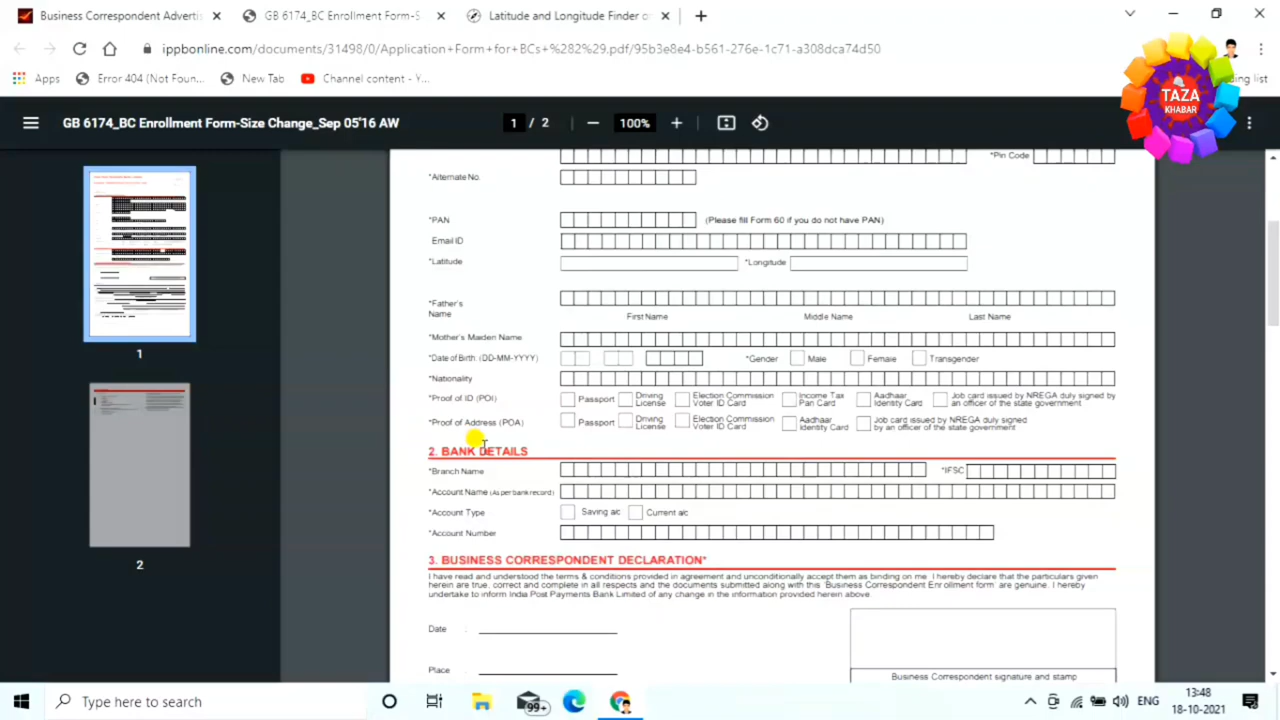 Business Correspondent Adverti
GB 6174_BC Enrollment Form-S
Latitude and Longitude Finder o
ippbonline.com/documents/31498/0/Application+Form+for+BCs+%282%29.pdf/95b3e8e4-b561-276e-1c71-a308dca74d50
Apps
Error 404 (Not Foun...
New Tab
Channel content - Y...
ing list
TAZA
KHABAR
GB 6174_BC Enrollment Form-Size Change_Sep 05'16 AW
1 / 2
100%
*Pin Code
*Alternate No.
*PAN
(Please fill Form 60 if you do not have PAN)
Email ID
*Latitude
*Longitude
*Father's
Name
First Name
Middle Name
Last Name
*Mother's Maiden Name
*Date of Birth (DD-MM-YYYY)
*Gender
Male
Female
Transgender
*Nationality
*Proof of ID (POI)
Passport
Driving
License
Election Commission
Voter ID Card
Income Tax
Pan Card
Aadhaar
Identity Card
Job card issued by NREGA duly signed by
an officer of the state government
*Proof of Address (POA)
Passport
Driving
License
Election Commission
Voter ID Card
Aadhaar
Identity Card
Job card issued by NREGA duly signed
by an officer of the state government
2. BANK DETAILS
*Branch Name
*IFSC
*Account Name (As per bank record)
*Account Type
Saving a/c
Current a/c
*Account Number
3. BUSINESS CORRESPONDENT DECLARATION*
I have read and understood the terms & conditions provided in agreement and unconditionally accept them as binding on me. I hereby declare that the particulars given
herein are true, correct and complete in all respects and the documents submitted along with this 'Business Correspondent Enrollment form' are genuine. I hereby
undertake to inform India Post Payments Bank Limited of any change in the information provided herein above.
Date :
Place :
Business Correspondent signature and stamp
1
2
Type here to search
99+
ENG
13:48
18-10-2021